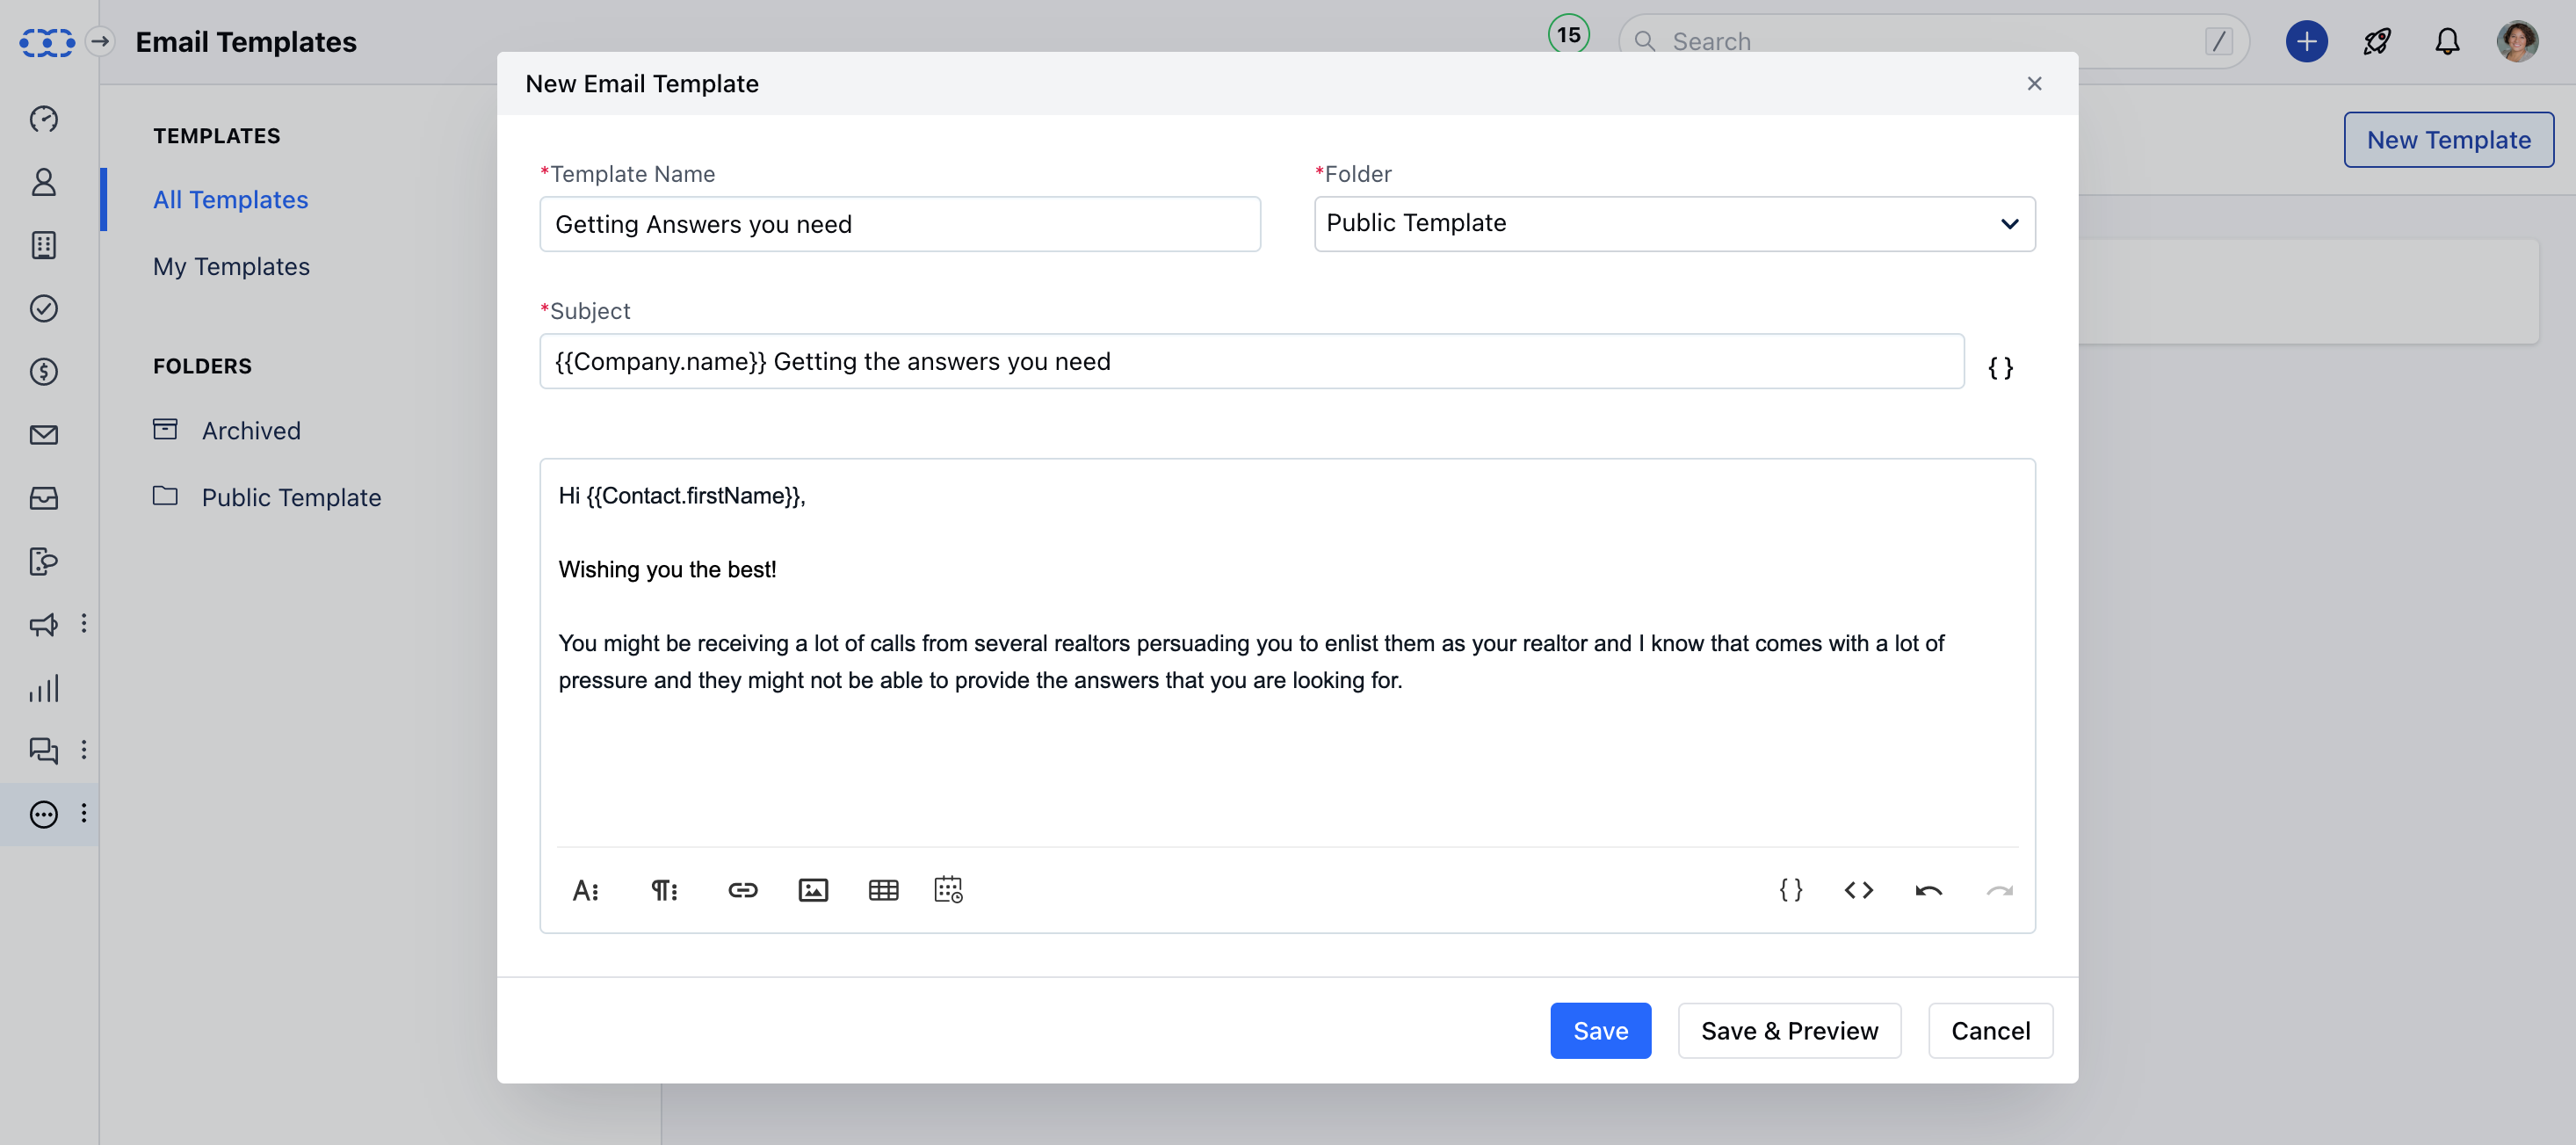 Email Templates
15
Search
/
New Template
TEMPLATES
All Templates
My Templates
FOLDERS
Archived
Public Template
New Email Template
*Template Name
Getting Answers you need
*Folder
Public Template
*Subject
{{Company.name}} Getting the answers you need
{ }
Hi {{Contact.firstName}},
Wishing you the best!
You might be receiving a lot of calls from several realtors persuading you to enlist them as your realtor and I know that comes with a lot of
pressure and they might not be able to provide the answers that you are looking for.
Save
Save & Preview
Cancel